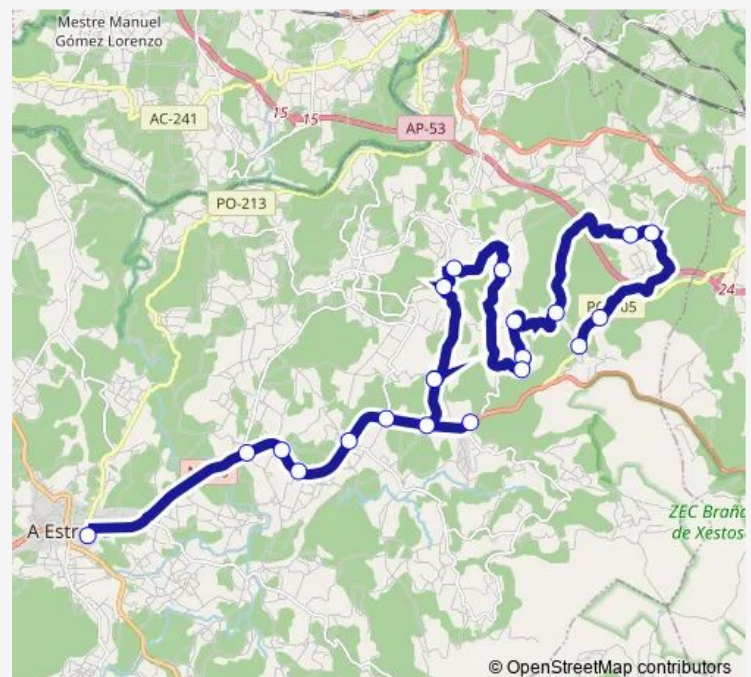 Mestre Manuel
Gómez Lorenzo
AC-241
15
15
AP-53
PO-213
24
A Estr
ZEC Braña
de Xestos
© OpenStreetMap contributors